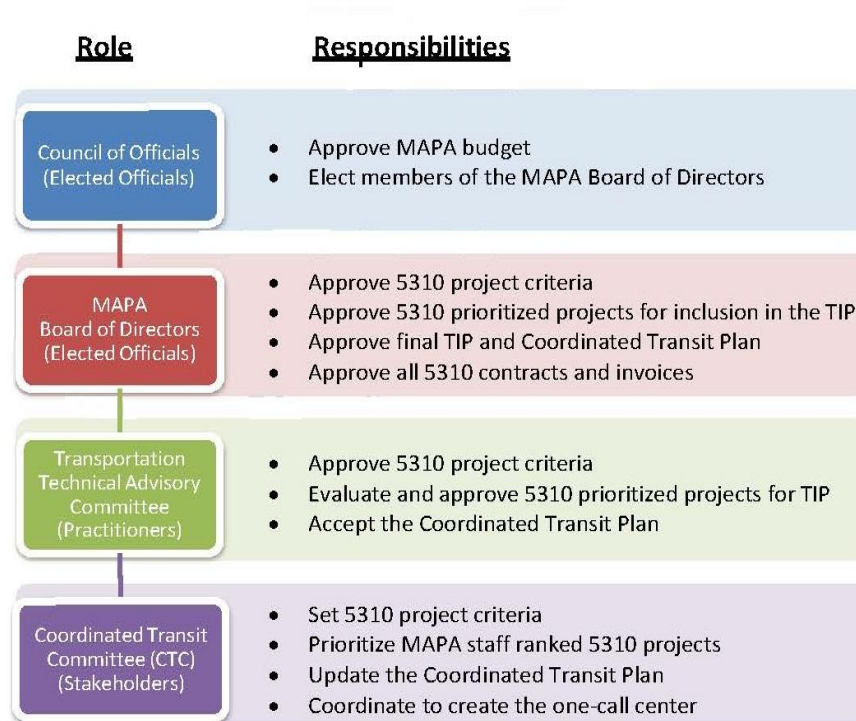 Role
Responsibilities
Council of Officials
(Elected Officials)
• Approve MAPA budget
• Elect members of the MAPA Board of Directors
MAPA
Board of Directors
(Elected Officials)
• Approve 5310 project criteria
• Approve 5310 prioritized projects for inclusion in the TIP
• Approve final TIP and Coordinated Transit Plan
• Approve all 5310 contracts and invoices
Transportation
Technical Advisory
Committee
(Practitioners)
• Approve 5310 project criteria
• Evaluate and approve 5310 prioritized projects for TIP
• Accept the Coordinated Transit Plan
Coordinated Transit
Committee (CTC)
(Stakeholders)
• Set 5310 project criteria
• Prioritize MAPA staff ranked 5310 projects
• Update the Coordinated Transit Plan
• Coordinate to create the one-call center